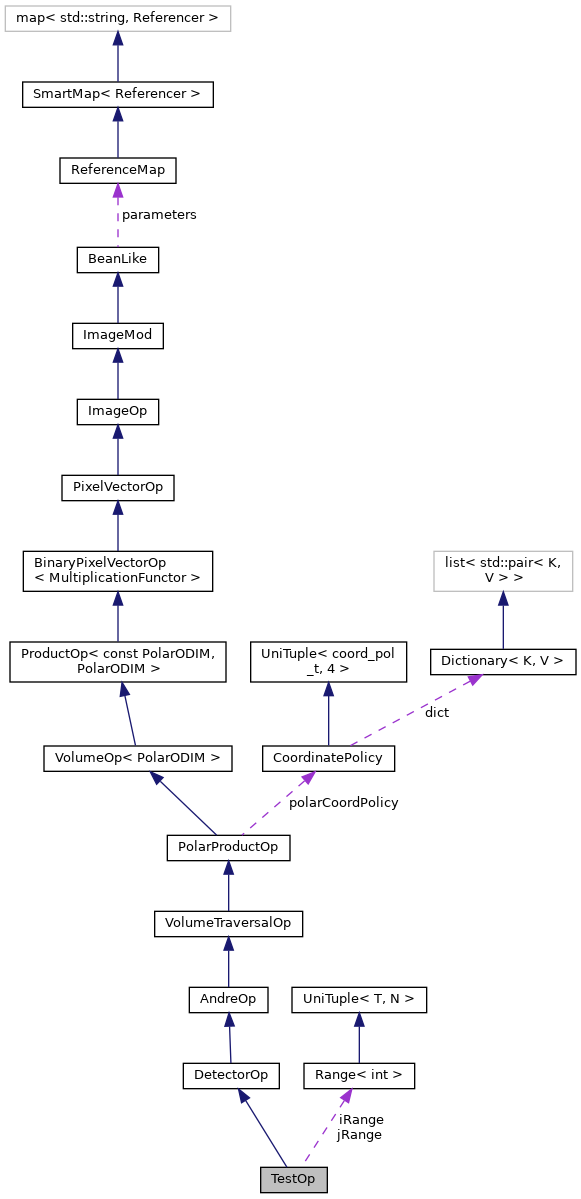 map< std::string, Referencer >
SmartMap< Referencer >
ReferenceMap
parameters
BeanLike
ImageMod
ImageOp
PixelVectorOp
BinaryPixelVectorOp
< MultiplicationFunctor >
list< std::pair< K,
V > >
ProductOp< const PolarODIM,
PolarODIM >
UniTuple< coord_pol
_t, 4 >
Dictionary< K, V >
dict
VolumeOp< PolarODIM >
CoordinatePolicy
polarCoordPolicy
PolarProductOp
VolumeTraversalOp
AndreOp
UniTuple< T, N >
DetectorOp
Range< int >
iRange
jRange
TestOp